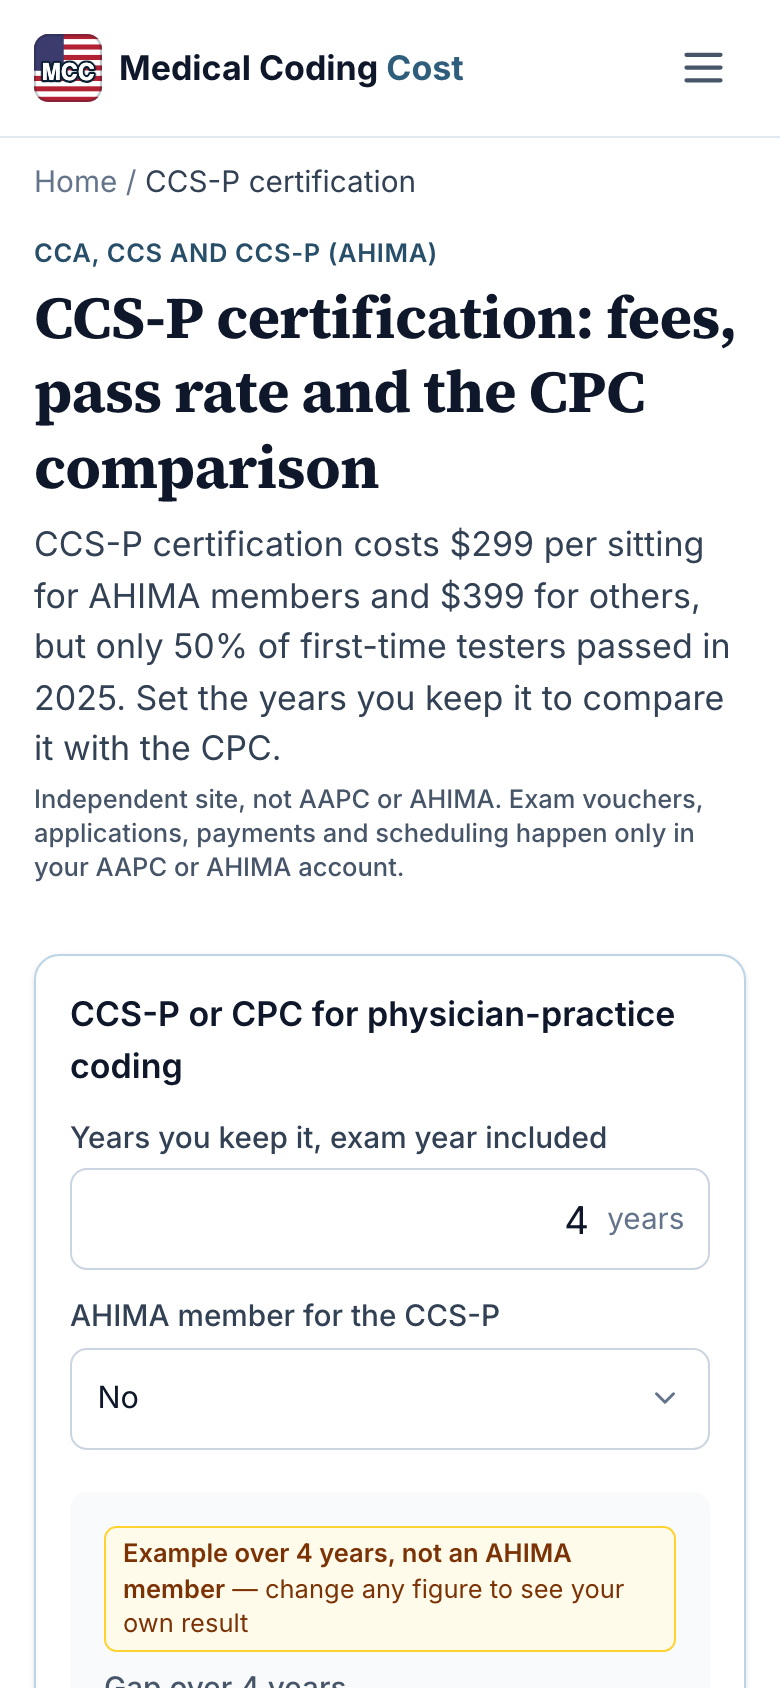 MCC Medical Coding Cost
Home / CCS-P certification
CCA, CCS AND CCS-P (AHIMA)
CCS-P certification: fees,
pass rate and the CPC
comparison
CCS-P certification costs $299 per sitting
for AHIMA members and $399 for others,
but only 50% of first-time testers passed in
2025. Set the years you keep it to compare
it with the CPC.
Independent site, not AAPC or AHIMA. Exam vouchers,
applications, payments and scheduling happen only in
your AAPC or AHIMA account.
CCS-P or CPC for physician-practice
coding
Years you keep it, exam year included
4 years
AHIMA member for the CCS-P
No
Example over 4 years, not an AHIMA
member — change any figure to see your
own result
Gap over 4 years